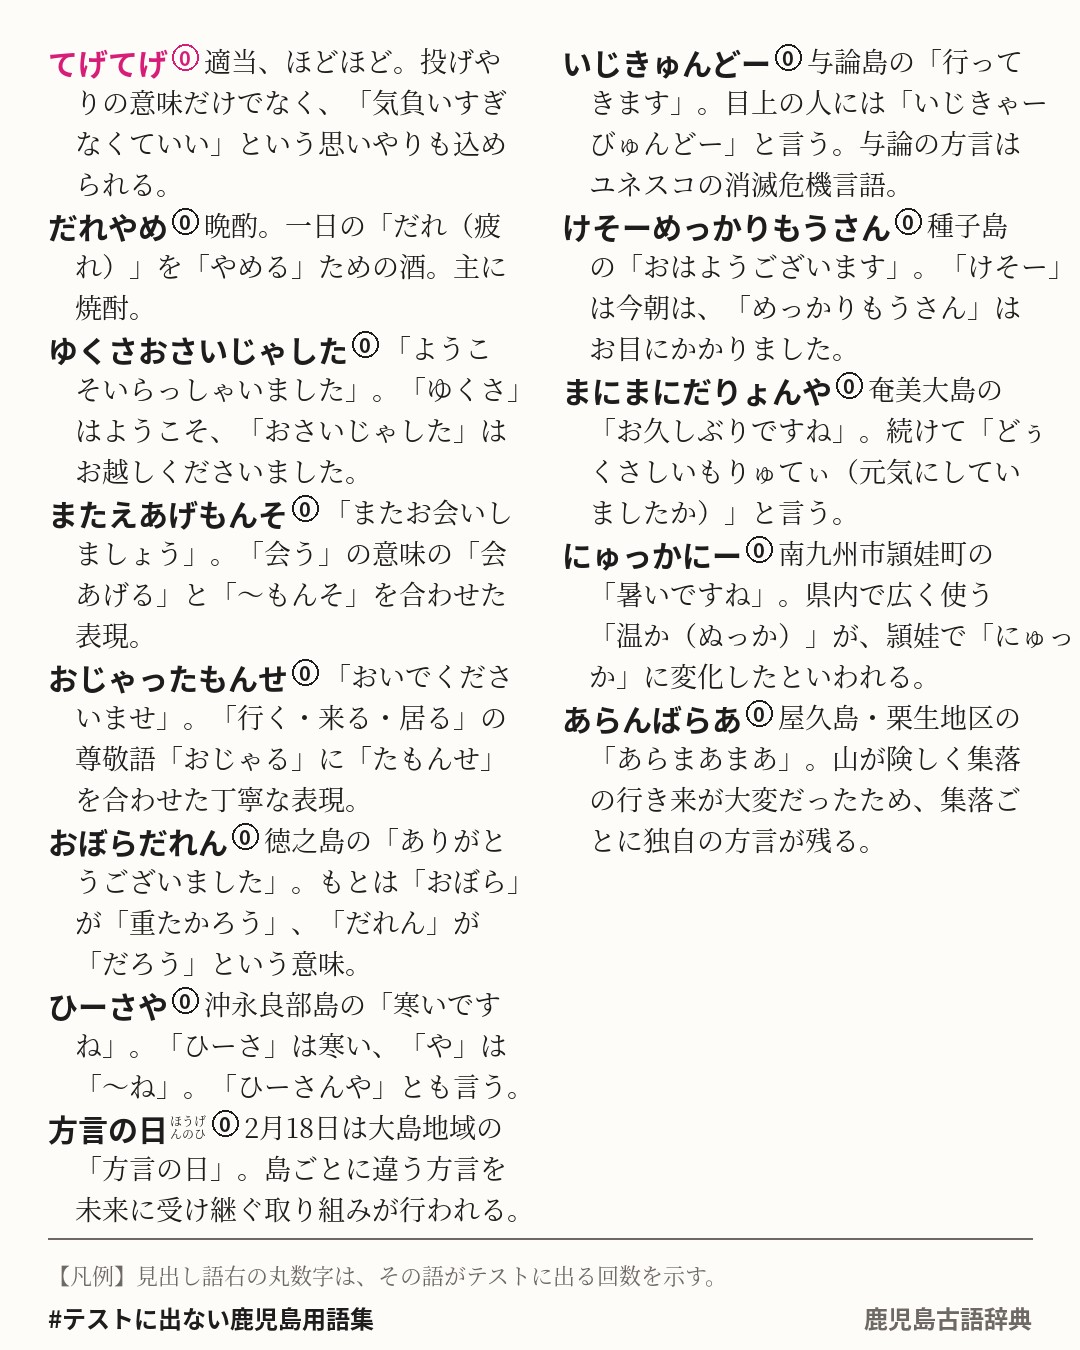 てげてげ⓪適当、ほどほど。投げや
りの意味だけでなく、「気負いすぎ
なくていい」という思いやりも込め
られる。
だれやめ⓪晩酌。一日の「だれ（疲
れ）」を「やめる」ための酒。主に
焼酎。
ゆくさおさいじゃした⓪「ようこ
そいらっしゃいました」。「ゆくさ」
はようこそ、「おさいじゃした」は
お越しくださいました。
またえあげもんそ⓪「またお会いし
ましょう」。「会う」の意味の「会
あげる」と「〜もんそ」を合わせた
表現。
おじゃったもんせ⓪「おいでくださ
いませ」。「行く・来る・居る」の
尊敬語「おじゃる」に「たもんせ」
を合わせた丁寧な表現。
おぼらだれん⓪徳之島の「ありがと
うございました」。もとは「おぼら」
が「重たかろう」、「だれん」が
「だろう」という意味。
ひーさや⓪沖永良部島の「寒いです
ね」。「ひーさ」は寒い、「や」は
「〜ね」。「ひーさんや」とも言う。
方言の日ほうげんのひ⓪2月18日は大島地域の
「方言の日」。島ごとに違う方言を
未来に受け継ぐ取り組みが行われる。
いじきゅんどー⓪与論島の「行って
きます」。目上の人には「いじきゃー
びゅんどー」と言う。与論の方言は
ユネスコの消滅危機言語。
けそーめっかりもうさん⓪種子島
の「おはようございます」。「けそー」
は今朝は、「めっかりもうさん」は
お目にかかりました。
まにまにだりょんや⓪奄美大島の
「お久しぶりですね」。続けて「どぅ
くさしいもりゅてぃ（元気にしてい
ましたか）」と言う。
にゅっかにー⓪南九州市頴娃町の
「暑いですね」。県内で広く使う
「温か（ぬっか）」が、頴娃で「にゅっ
か」に変化したといわれる。
あらんばらあ⓪屋久島・栗生地区の
「あらまあまあ」。山が険しく集落
の行き来が大変だったため、集落ご
とに独自の方言が残る。
【凡例】見出し語右の丸数字は、その語がテストに出る回数を示す。
#テストに出ない鹿児島用語集
鹿児島古語辞典